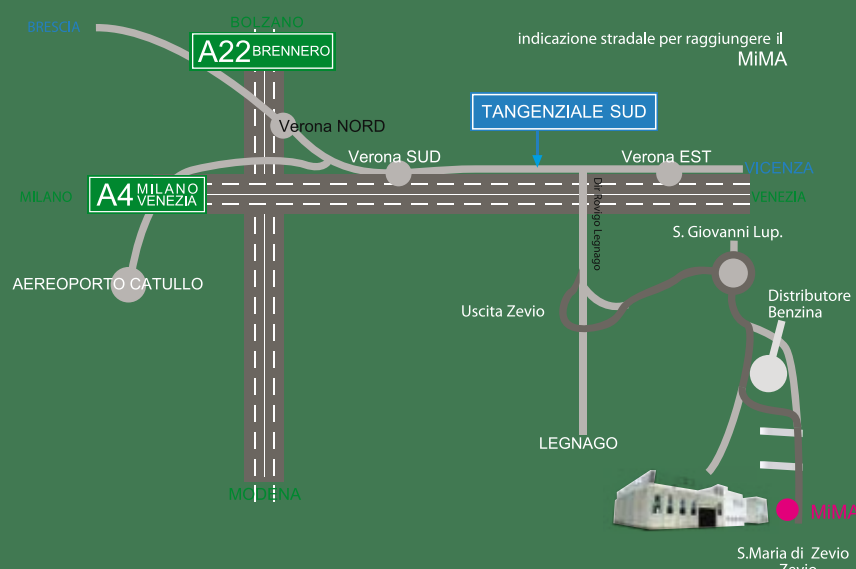 BOLZANO
BRESCIA
indicazione stradale per raggiungere il
MiMA
A22 BRENNERO
TANGENZIALE SUD
Verona NORD
Verona SUD
Verona EST
VICENZA
MILANO
A4 MILANO
VENEZIA
VENEZIA
Dir Rovigo Legnago
S. Giovanni Lup.
AEREOPORTO CATULLO
Distributore
Benzina
Uscita Zevio
LEGNAGO
MODENA
MiMA
S.Maria di Zevio
Zevio